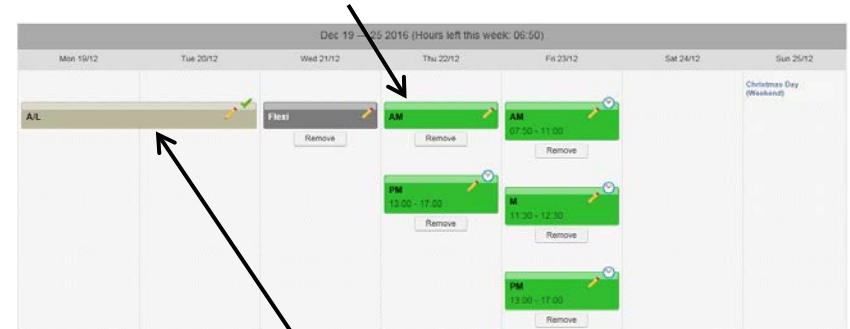 Dec 19 — 25 2016 (Hours left this week: 06:50)
Mon 19/12 Tue 20/12 Wed 21/12 Thu 22/12 Fri 23/12 Sat 24/12 Sun 25/12
Christmas Day
(Weekend)
A/L Flexi AM AM
07:50 - 11:00
Remove Remove Remove
PM
13:00 - 17:00
Remove
M
11:30 - 12:30
Remove
PM
13:00 - 17:00
Remove